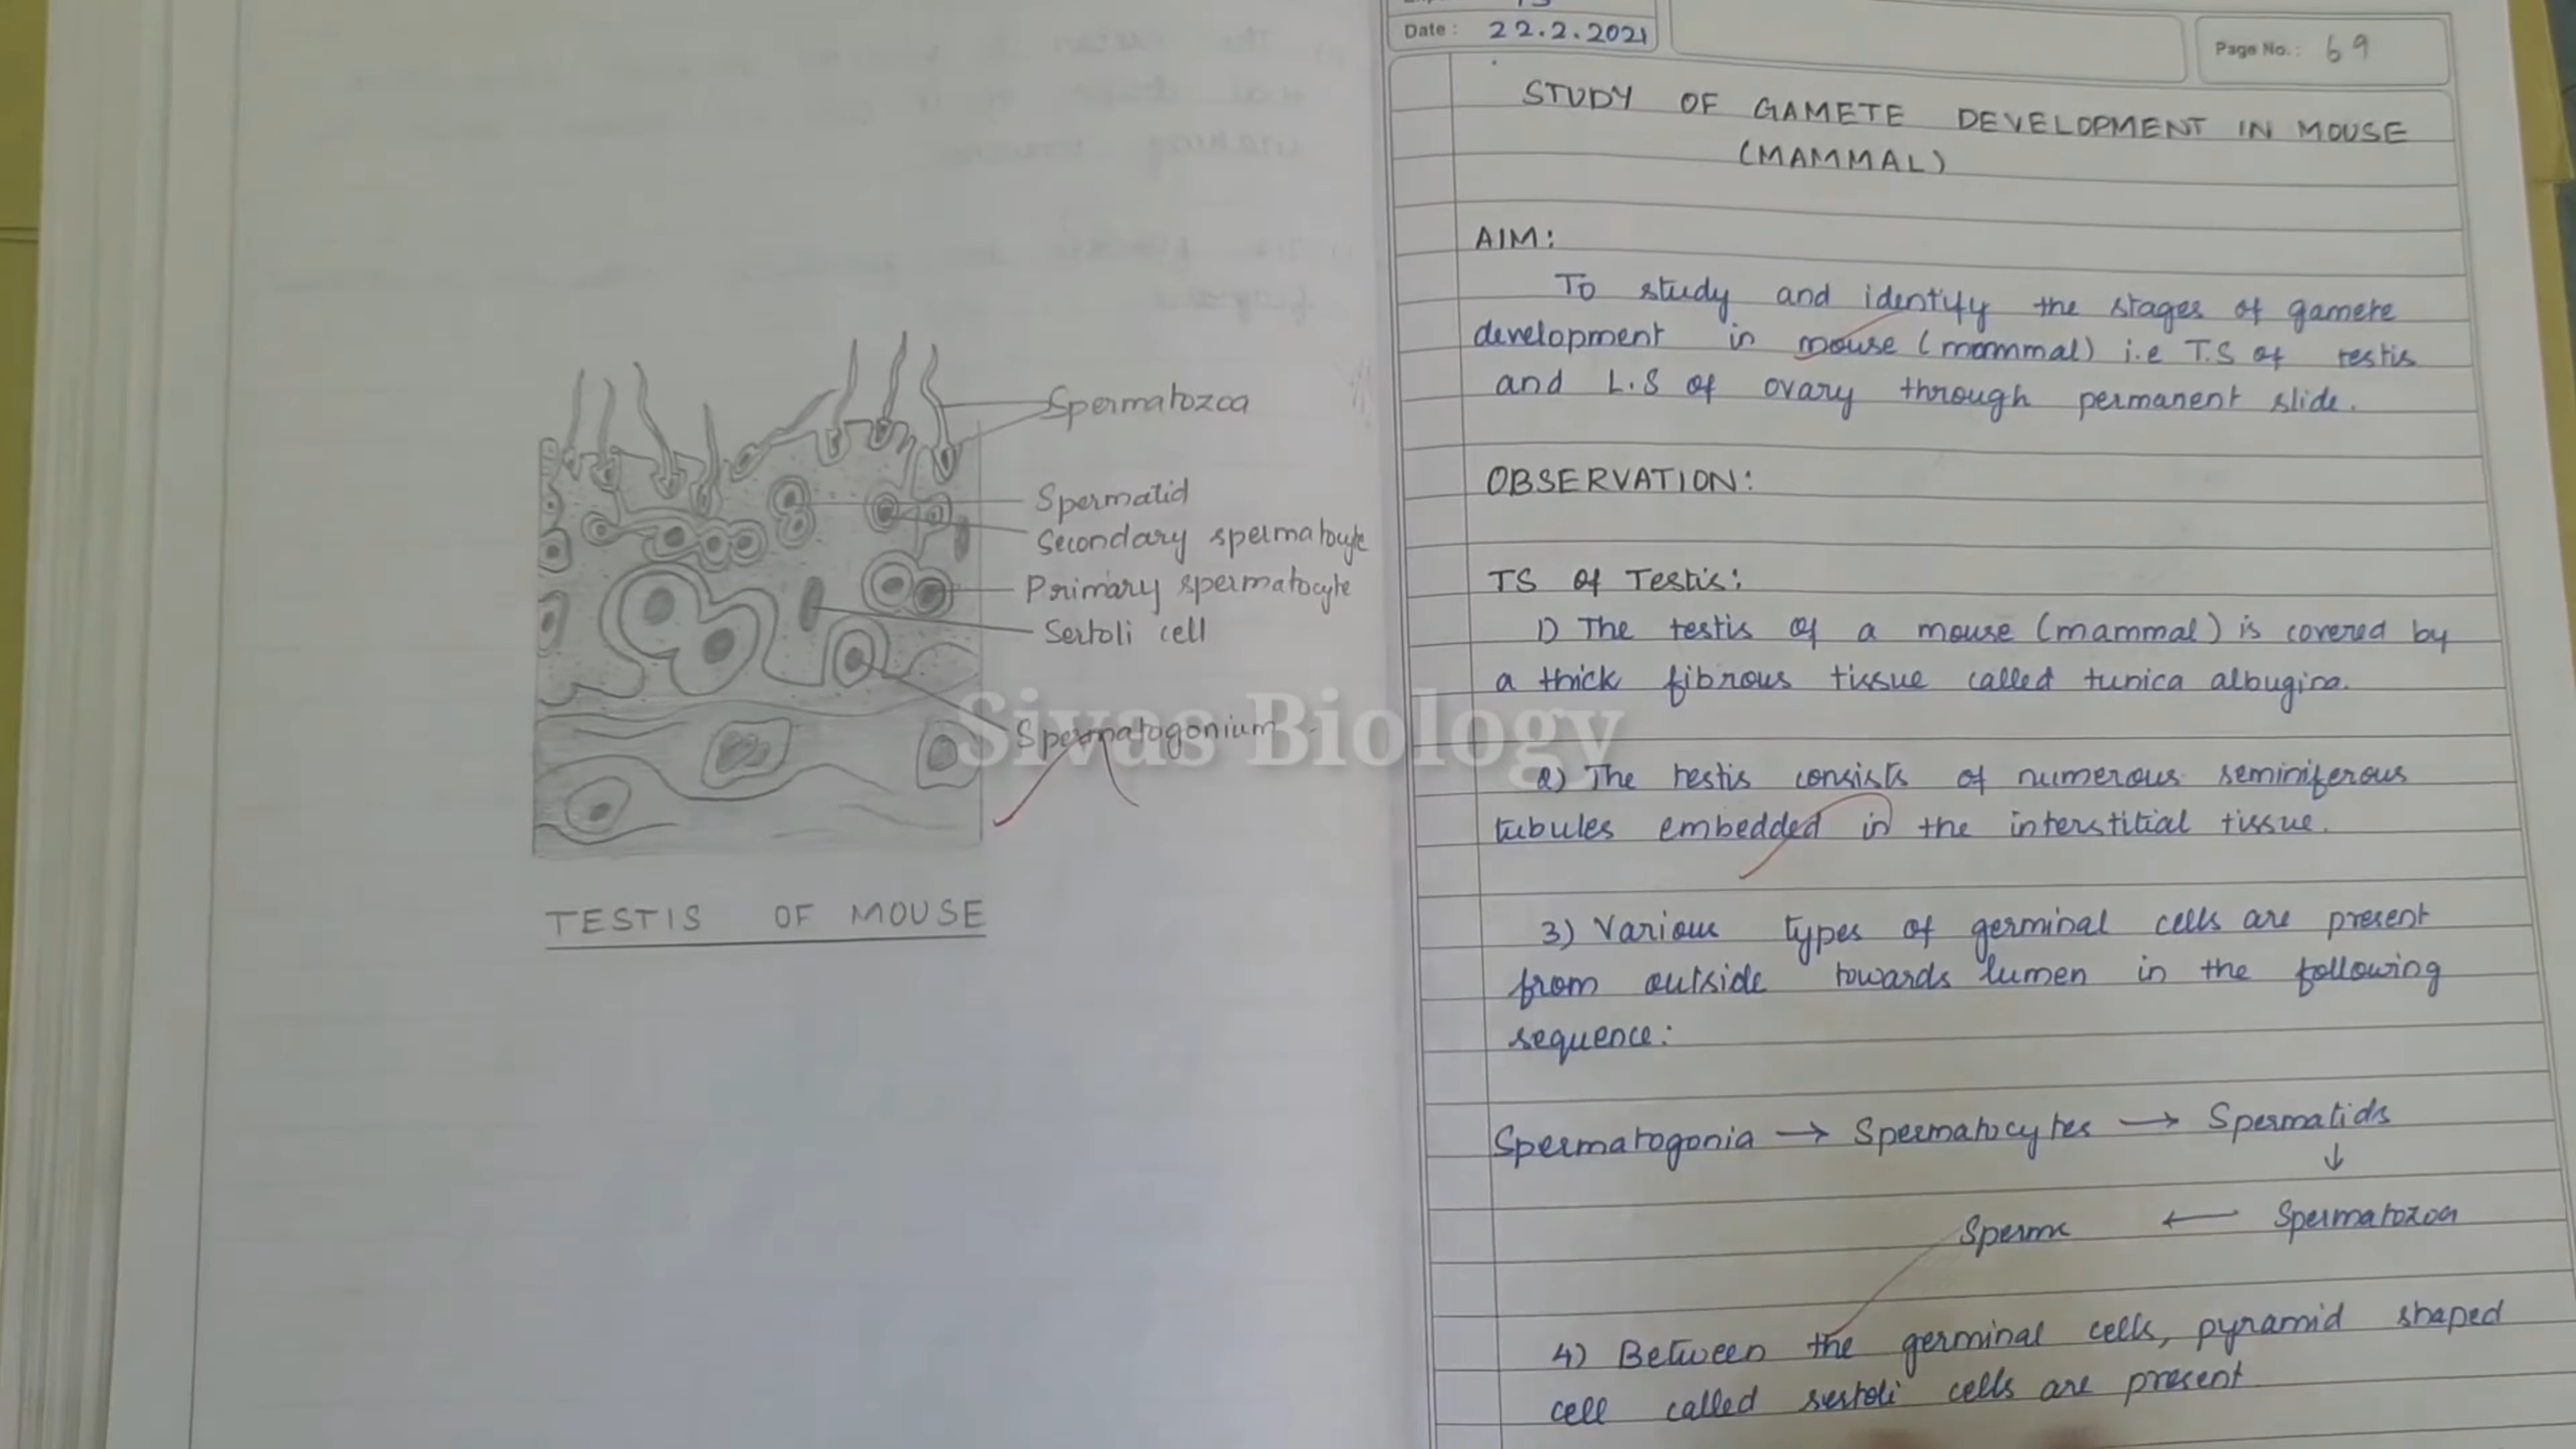 Spermatozoa
Spermatid
Secondary spermatocyte
Primary spermatocyte
Sertoli cell
Spermatogonium
TESTIS OF MOUSE
Sivas Biology
Date : 22.2.2021
Page No. : 69
STUDY OF GAMETE DEVELOPMENT IN MOUSE
(MAMMAL)
AIM:
To study and identify the stages of gamete
development in mouse (mammal) i.e T.S of testis
and L.S of ovary through permanent slide.
OBSERVATION:
TS of Testis:
1) The testis of a mouse (mammal) is covered by
a thick fibrous tissue called tunica albugina.
2) The testis consists of numerous seminiferous
tubules embedded in the interstitial tissue.
3) Various types of germinal cells are present
from outside towards lumen in the following
sequence:
Spermatogonia → Spermatocytes → Spermatids
↓
Sperms ← Spermatozoa
4) Between the germinal cells, pyramid shaped
cell called sertoli cells are present